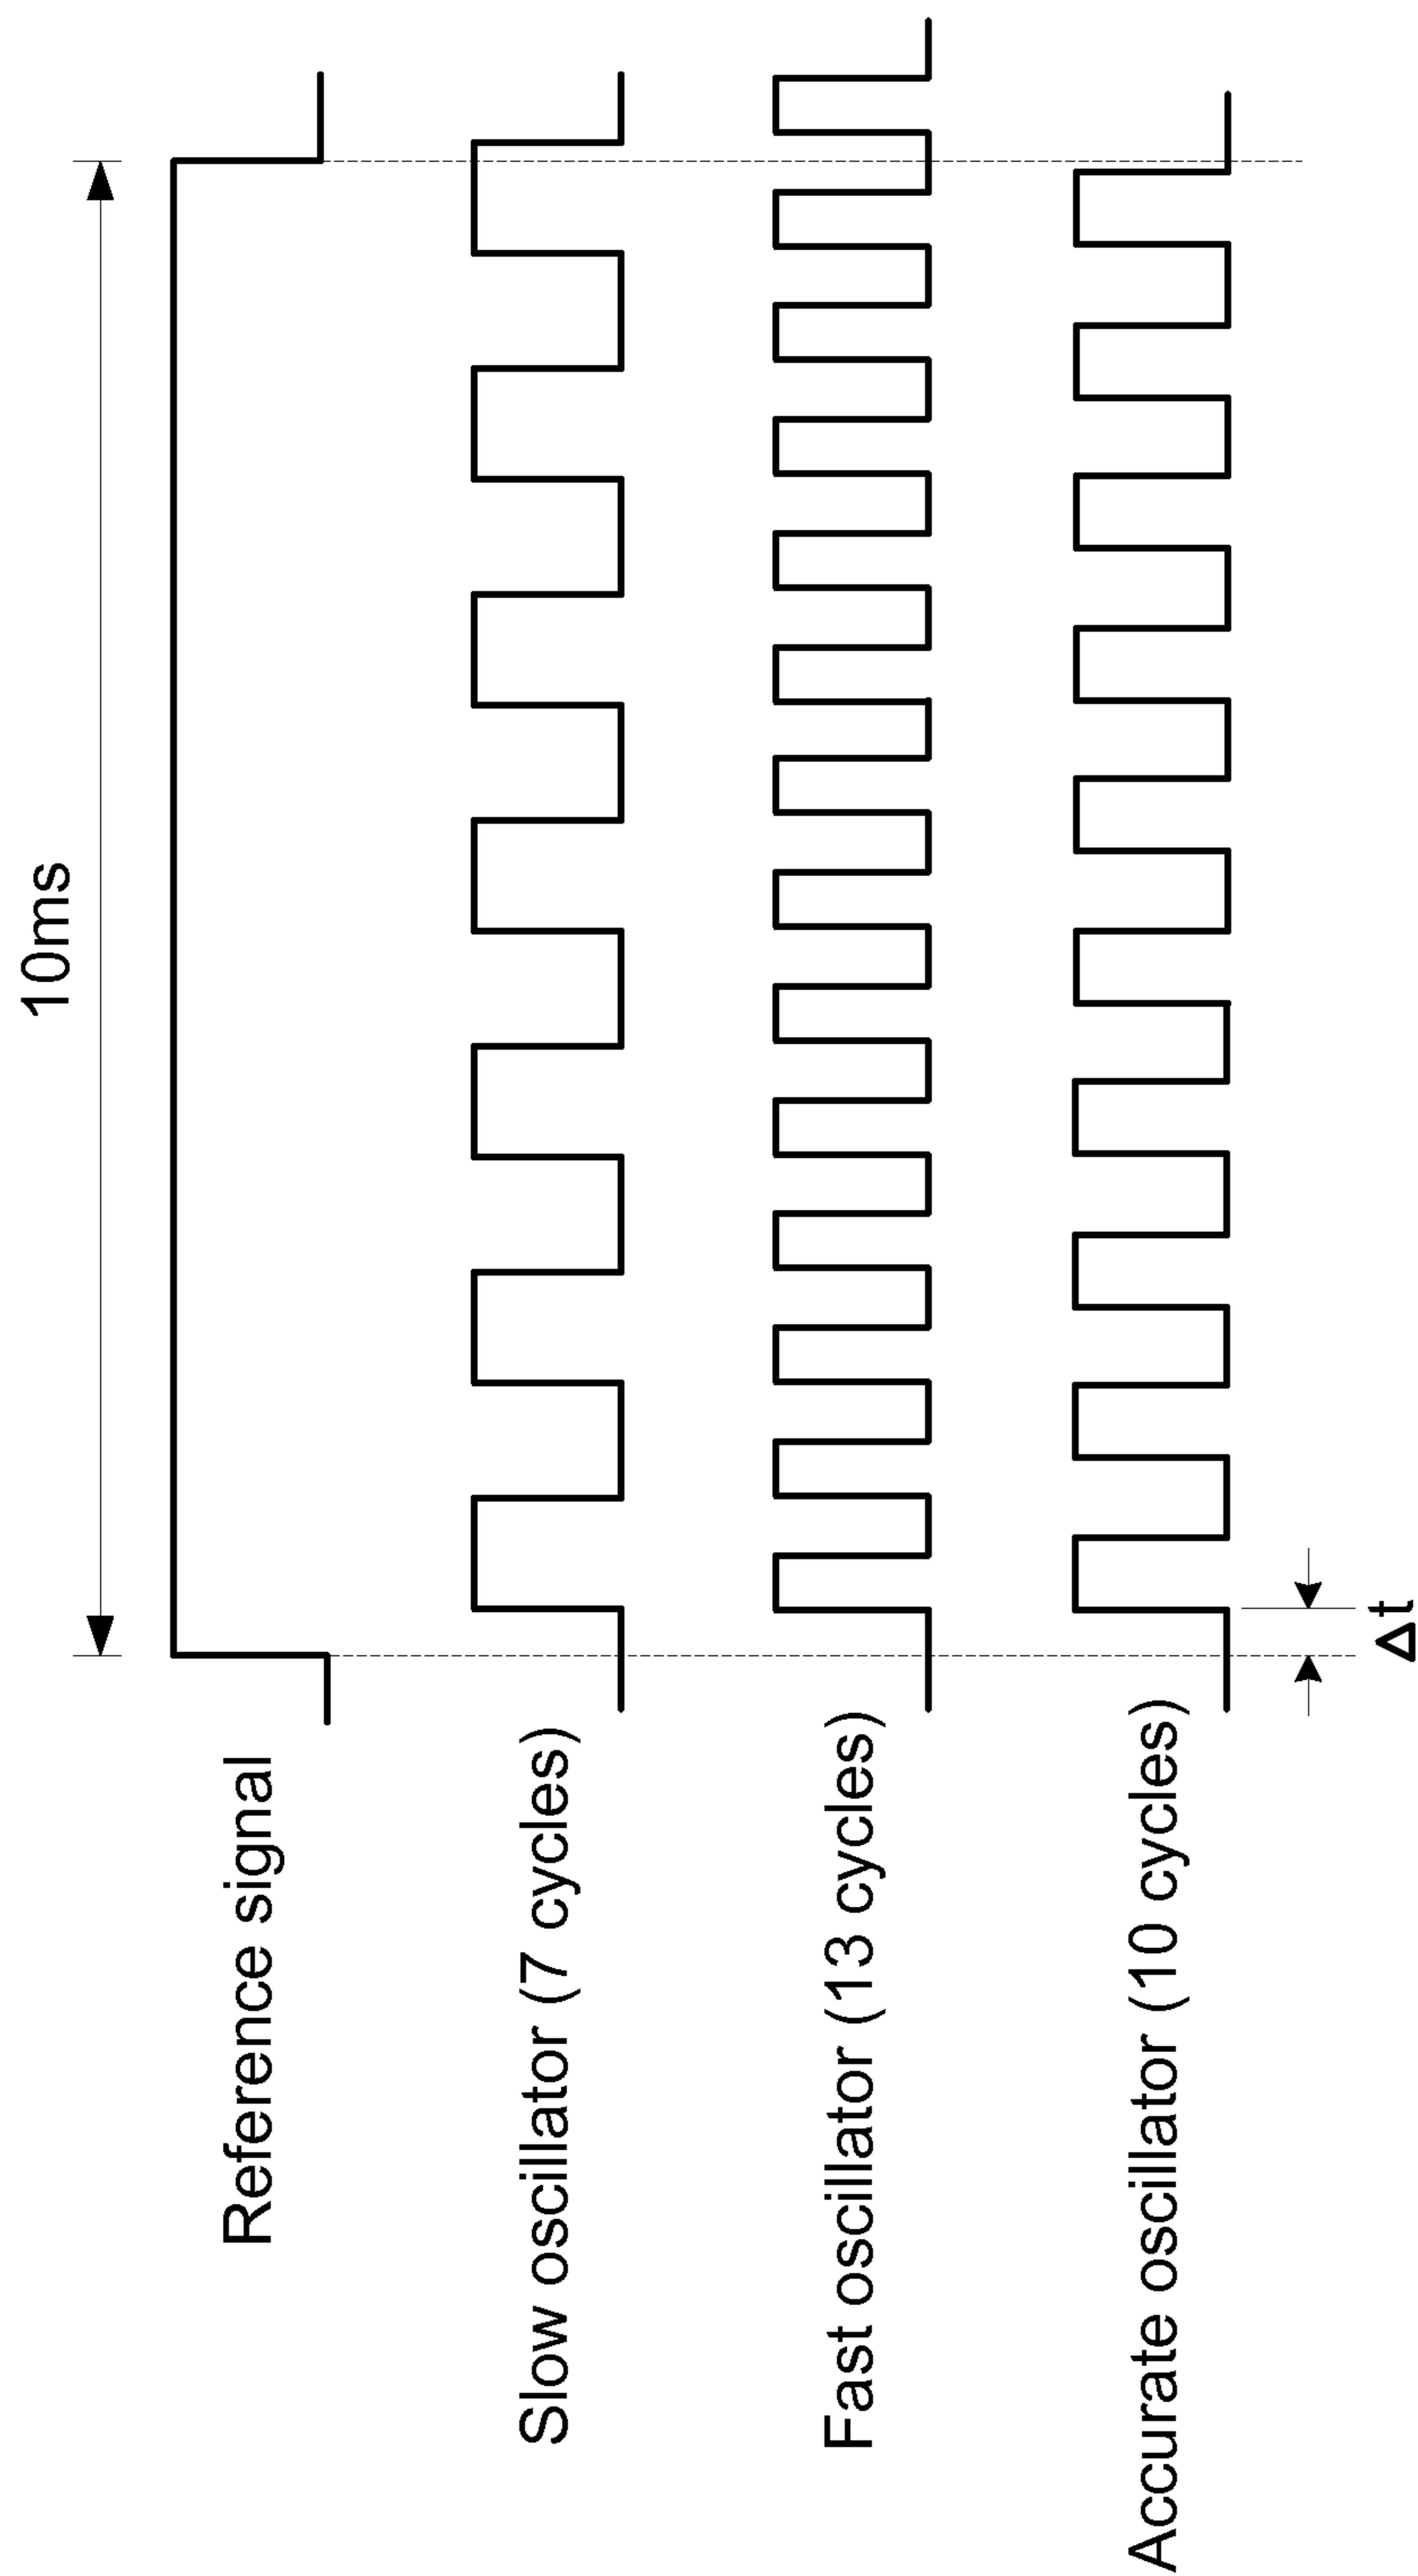 10ms
Reference signal
Slow oscillator (7 cycles)
Fast oscillator (13 cycles)
Accurate oscillator (10 cycles)
Δt